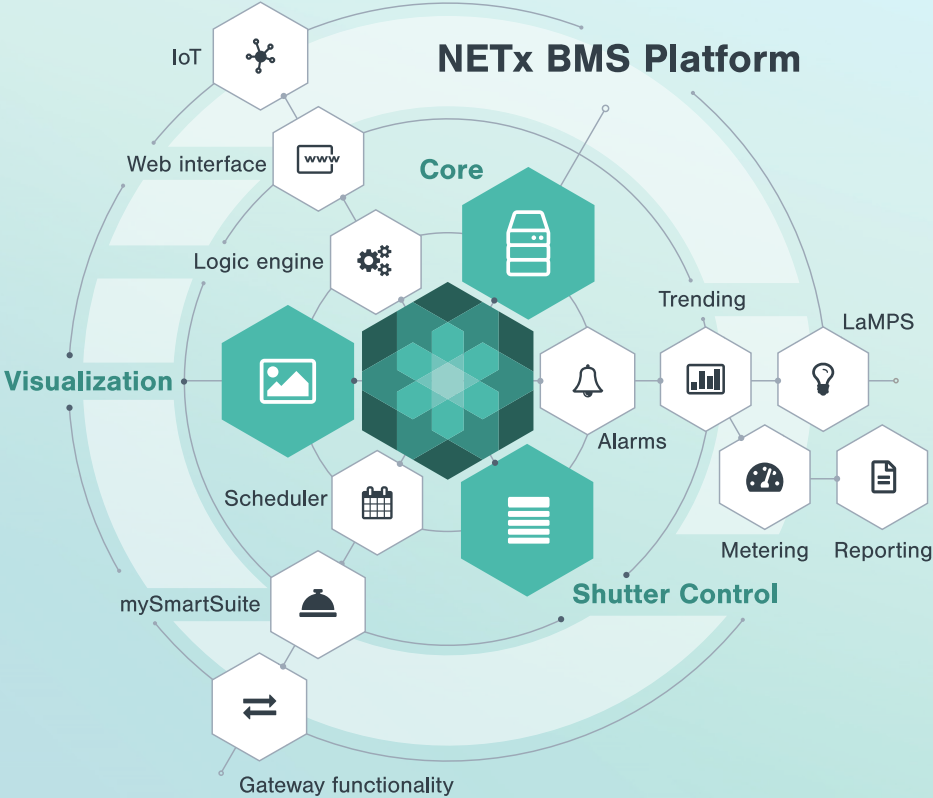 NETx BMS Platform
IoT
Web interface
www
Core
Logic engine
Trending
LaMPS
Visualization
Alarms
Scheduler
Metering
Reporting
mySmartSuite
Shutter Control
Gateway functionality